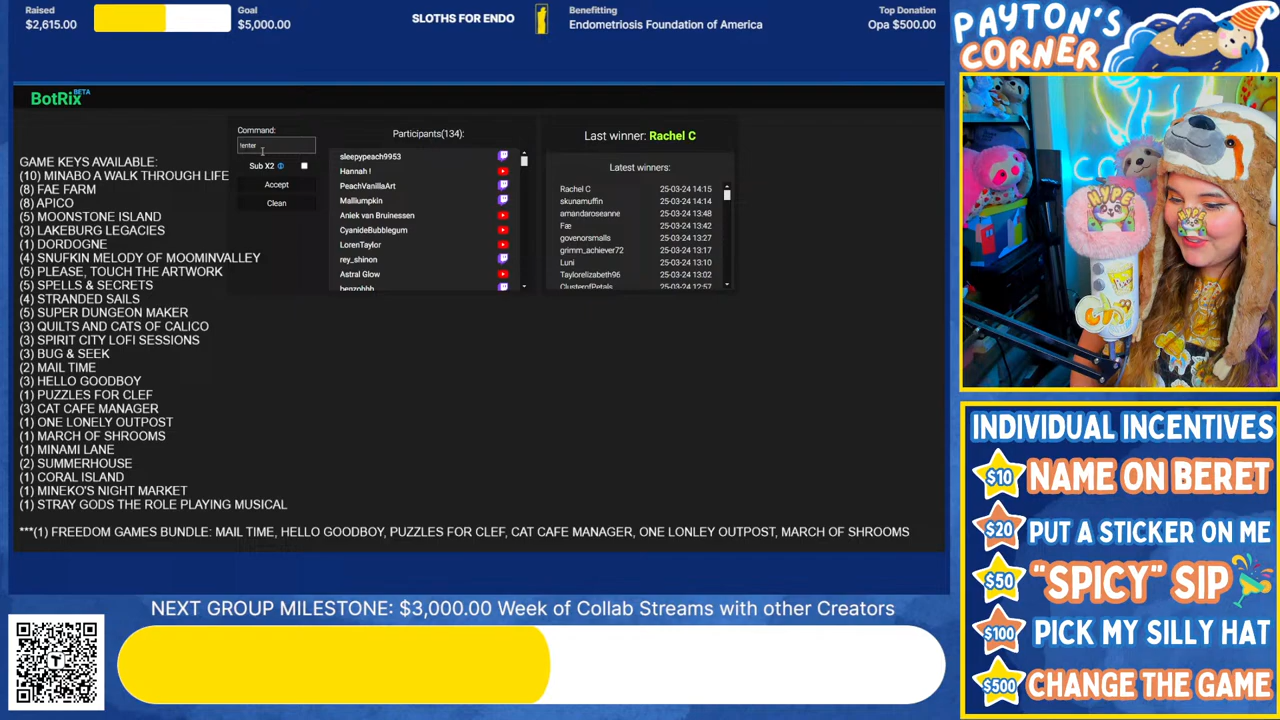 Raised
$2,615.00
Goal
$5,000.00
SLOTHS FOR ENDO
Benefitting
Endometriosis Foundation of America
Top Donation
Opa $500.00
PAYTON'S
CORNER
BotRix BETA
GAME KEYS AVAILABLE:
(10) MINABO A WALK THROUGH LIFE
(8) FAE FARM
(8) APICO
(5) MOONSTONE ISLAND
(3) LAKEBURG LEGACIES
(1) DORDOGNE
(4) SNUFKIN MELODY OF MOOMINVALLEY
(5) PLEASE, TOUCH THE ARTWORK
(5) SPELLS & SECRETS
(4) STRANDED SAILS
(5) SUPER DUNGEON MAKER
(3) QUILTS AND CATS OF CALICO
(3) SPIRIT CITY LOFI SESSIONS
(3) BUG & SEEK
(2) MAIL TIME
(3) HELLO GOODBOY
(1) PUZZLES FOR CLEF
(3) CAT CAFE MANAGER
(1) ONE LONELY OUTPOST
(1) MARCH OF SHROOMS
(1) MINAMI LANE
(2) SUMMERHOUSE
(1) CORAL ISLAND
(1) MINEKO'S NIGHT MARKET
(1) STRAY GODS THE ROLE PLAYING MUSICAL
***(1) FREEDOM GAMES BUNDLE: MAIL TIME, HELLO GOODBOY, PUZZLES FOR CLEF, CAT CAFE MANAGER, ONE LONLEY OUTPOST, MARCH OF SHROOMS
Command:
!enter
Sub X2
Accept
Clean
Participants(134):
sleepypeach9953
Hannah !
PeachVanillaArt
Malliumpkin
Aniek van Bruinessen
CyanideBubblegum
LorenTaylor
rey_shinon
Astral Glow
benzohhh
Last winner: Rachel C
Latest winners:
Rachel C 25-03-24 14:15
skunamuffin 25-03-24 14:14
amandaroseanne 25-03-24 13:48
Fæ 25-03-24 13:42
govenorsmalls 25-03-24 13:27
grimm_achiever72 25-03-24 13:17
Luni 25-03-24 13:10
Taylorelizabeth96 25-03-24 13:02
ClusterofPetals 25-03-24 12:57
HYPE
HYPE
INDIVIDUAL INCENTIVES
$10 NAME ON BERET
$20 PUT A STICKER ON ME
$50 "SPICY" SIP
$100 PICK MY SILLY HAT
$500 CHANGE THE GAME
NEXT GROUP MILESTONE: $3,000.00 Week of Collab Streams with other Creators